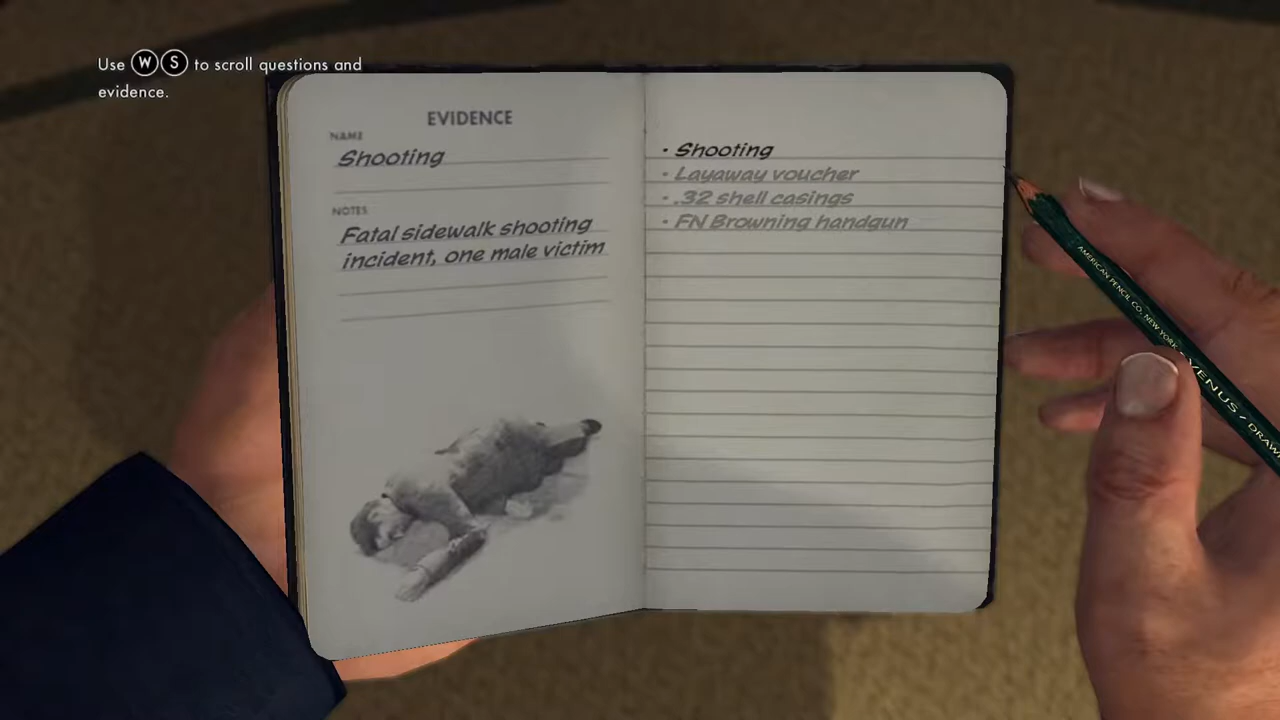 Use W S to scroll questions and
evidence.
EVIDENCE
NAME
Shooting
NOTES
Fatal sidewalk shooting
incident, one male victim
• Shooting
• Layaway voucher
• .32 shell casings
• FN Browning handgun
AMERICAN PENCIL CO. NEW YORK
VENUS / DRAW